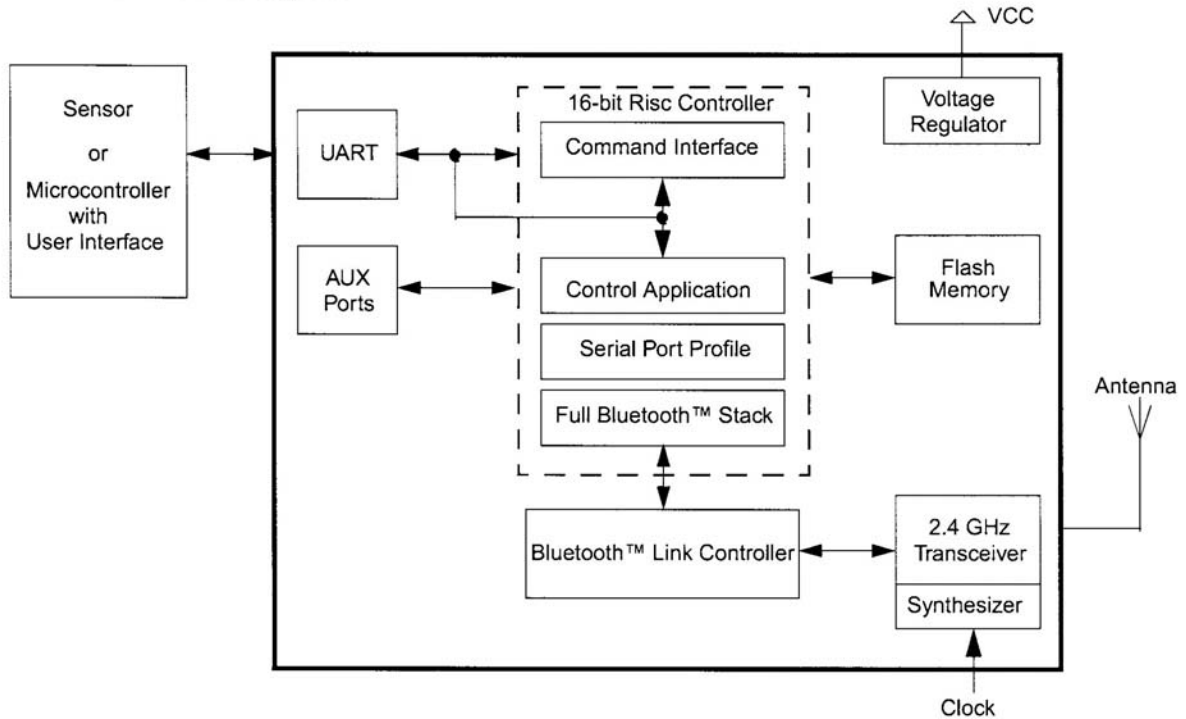 VCC
Sensor
or
Microcontroller
with
User Interface
UART
AUX
Ports
16-bit Risc Controller
Command Interface
Control Application
Serial Port Profile
Full Bluetooth™ Stack
Bluetooth™ Link Controller
Voltage
Regulator
Flash
Memory
Antenna
2.4 GHz
Transceiver
Synthesizer
Clock